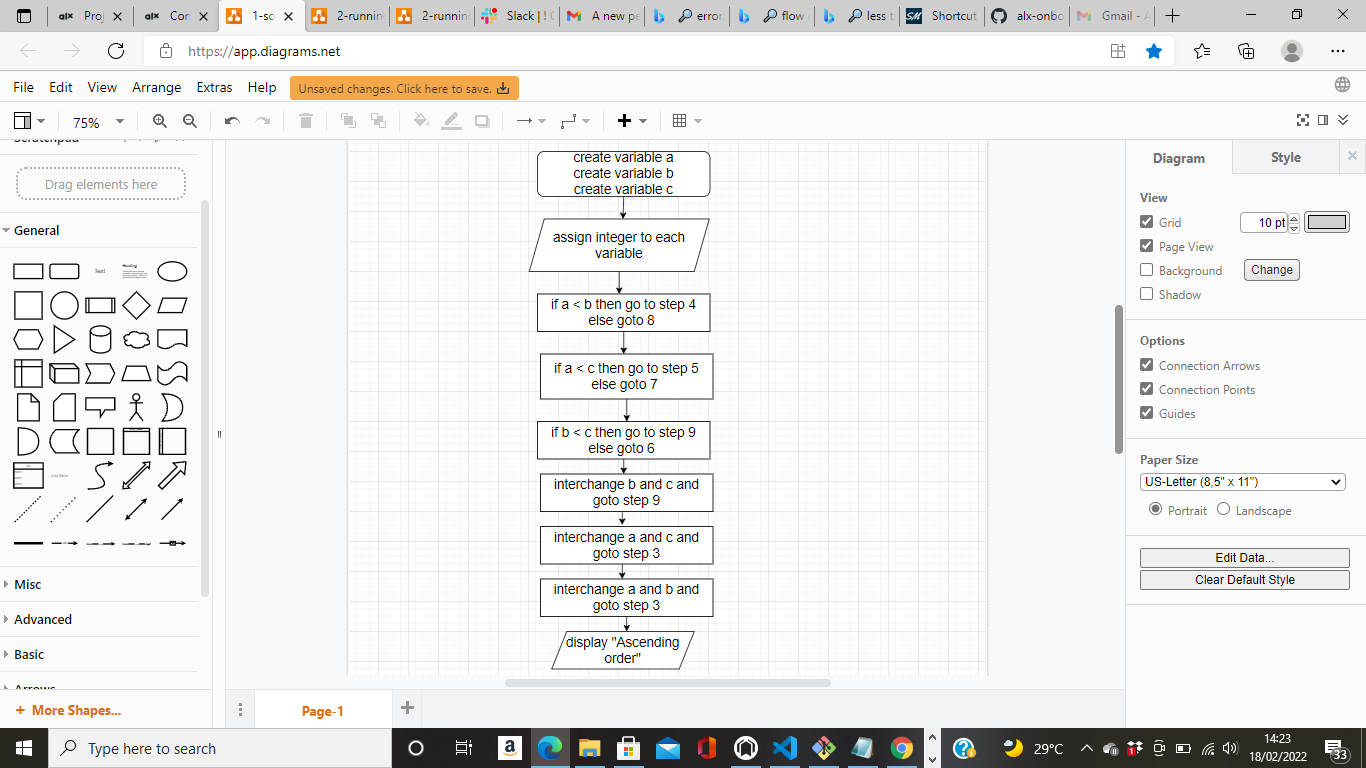 Proj
Con
1-sc
2-runnin
2-runnin
Slack | ! C
A new pe
error
flow c
less t
Shortcut
alx-onbo
Gmail - A
https://app.diagrams.net
File Edit View Arrange Extras Help
Unsaved changes. Click here to save.
75%
Scratchpad
Drag elements here
General
Text
Heading
List Item
Misc
Advanced
Basic
Arrows
+ More Shapes...
create variable a
create variable b
create variable c
assign integer to each
variable
if a < b then go to step 4
else goto 8
if a < c then go to step 5
else goto 7
if b < c then go to step 9
else goto 6
interchange b and c and
goto step 9
interchange a and c and
goto step 3
interchange a and b and
goto step 3
display "Ascending
order"
Page-1
Diagram Style
View
Grid 10 pt
Page View
Background Change
Shadow
Options
Connection Arrows
Connection Points
Guides
Paper Size
US-Letter (8,5" x 11")
Portrait Landscape
Edit Data...
Clear Default Style
Type here to search
29°C
14:23
18/02/2022
33